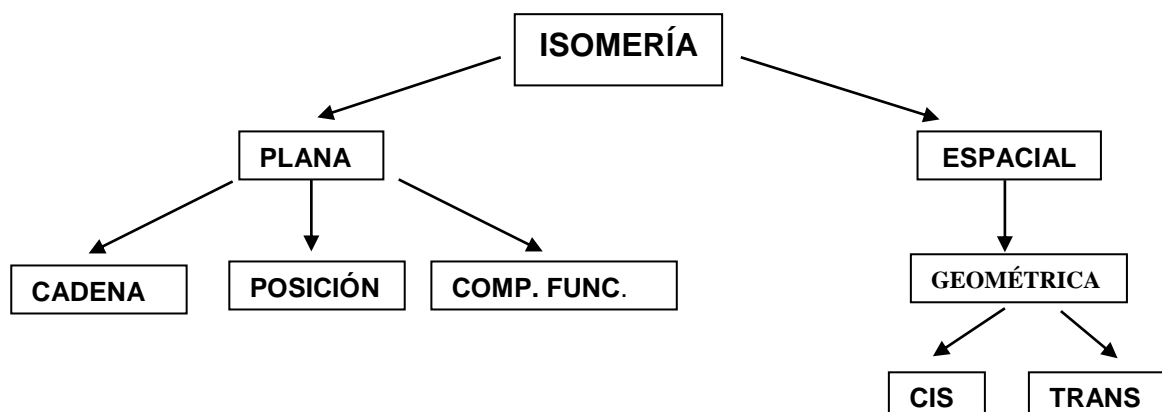 ISOMERÍA
PLANA
ESPACIAL
CADENA
POSICIÓN
COMP. FUNC.
GEOMÉTRICA
CIS
TRANS